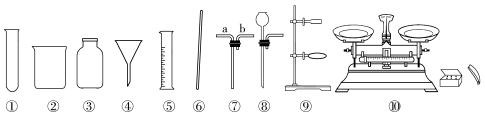 a b
① ② ③ ④ ⑤ ⑥ ⑦ ⑧ ⑨ ⑩